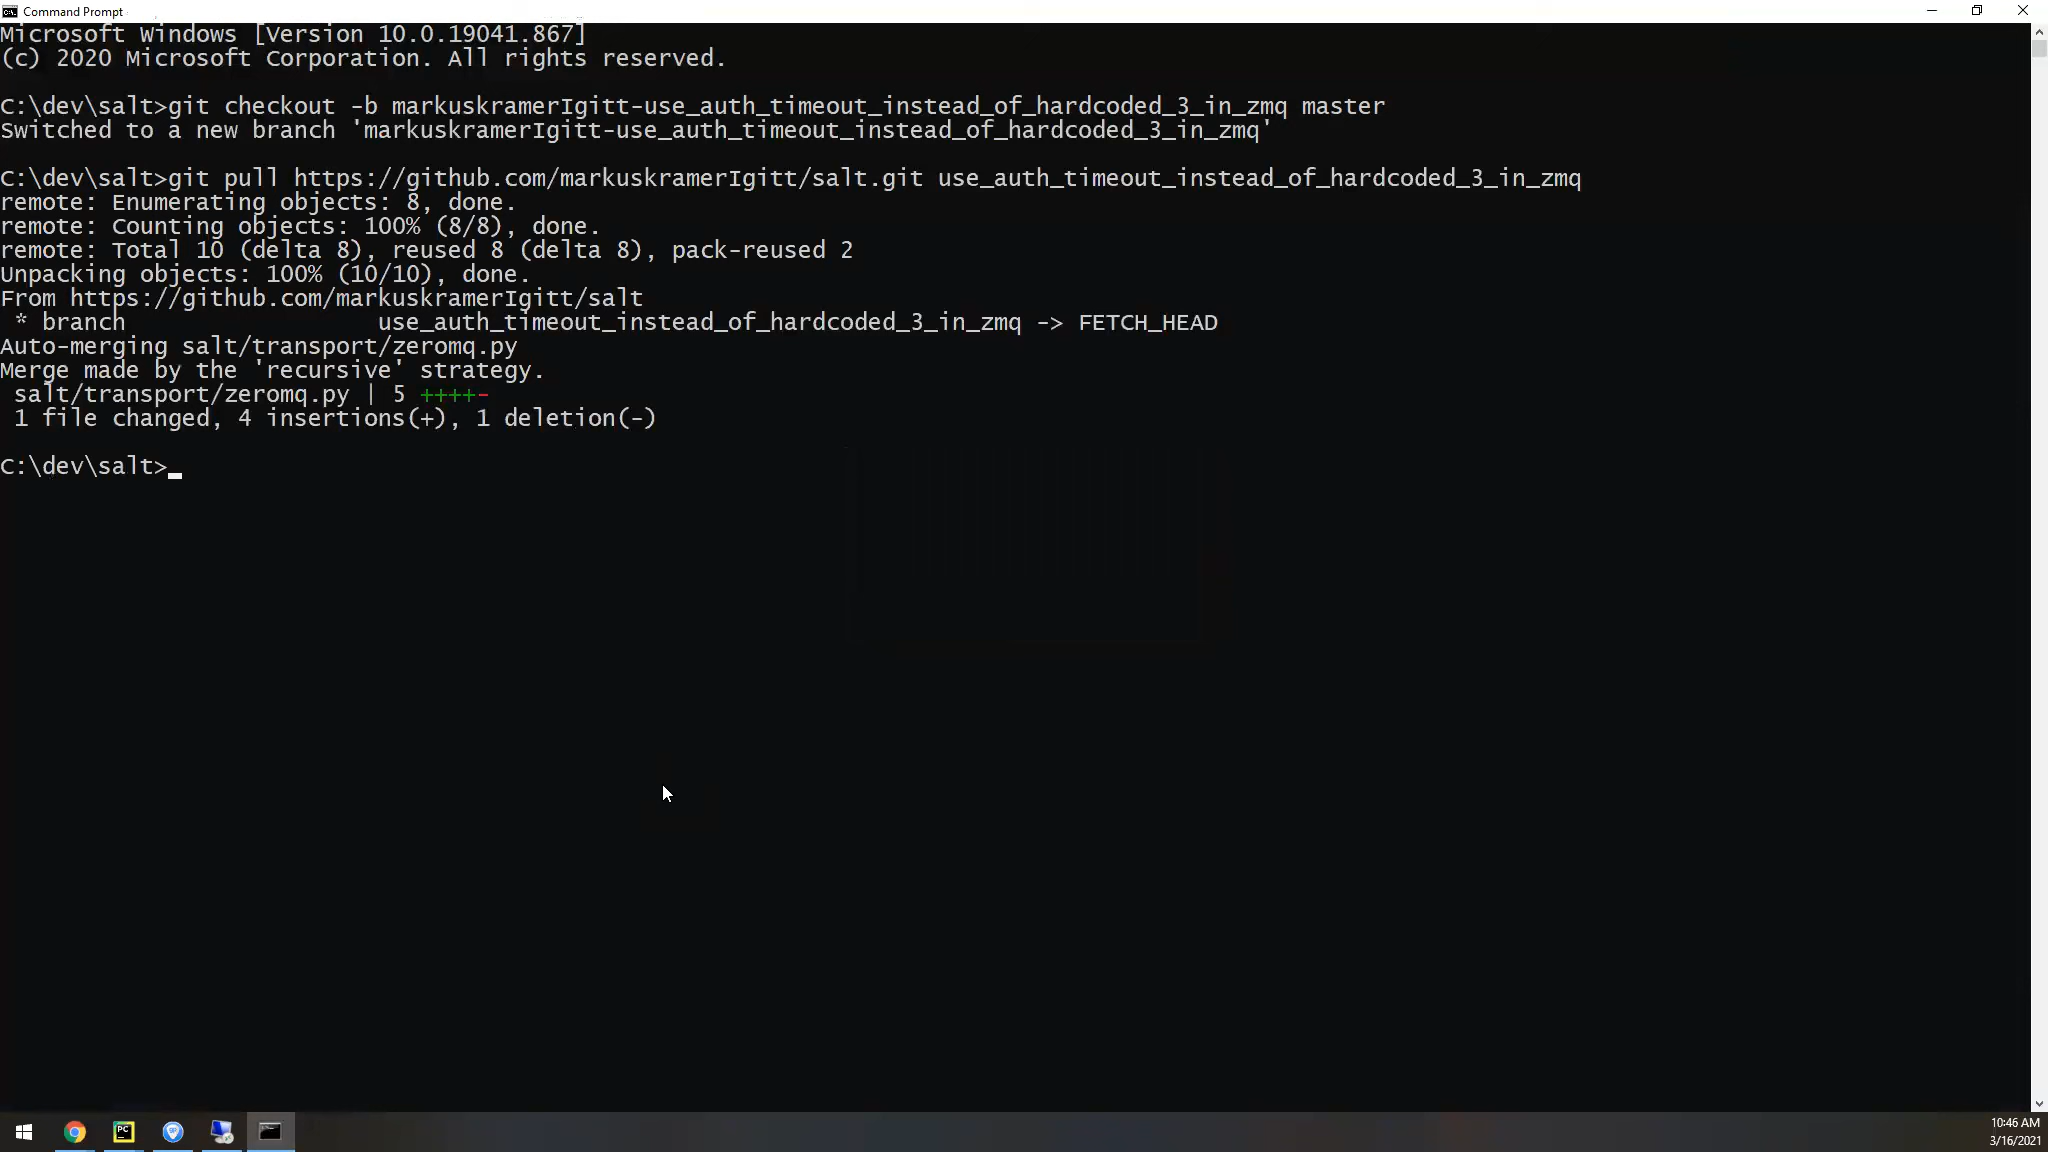 Command Prompt
Microsoft Windows [Version 10.0.19041.867]
(c) 2020 Microsoft Corporation. All rights reserved.
C:\dev\salt>git checkout -b markuskramerIgitt-use_auth_timeout_instead_of_hardcoded_3_in_zmq master
Switched to a new branch 'markuskramerIgitt-use_auth_timeout_instead_of_hardcoded_3_in_zmq'
C:\dev\salt>git pull https://github.com/markuskramerIgitt/salt.git use_auth_timeout_instead_of_hardcoded_3_in_zmq
remote: Enumerating objects: 8, done.
remote: Counting objects: 100% (8/8), done.
remote: Total 10 (delta 8), reused 8 (delta 8), pack-reused 2
Unpacking objects: 100% (10/10), done.
From https://github.com/markuskramerIgitt/salt
 * branch                  use_auth_timeout_instead_of_hardcoded_3_in_zmq -> FETCH_HEAD
Auto-merging salt/transport/zeromq.py
Merge made by the 'recursive' strategy.
 salt/transport/zeromq.py | 5 ++++-
 1 file changed, 4 insertions(+), 1 deletion(-)
C:\dev\salt>
PC
10:46 AM
3/16/2021